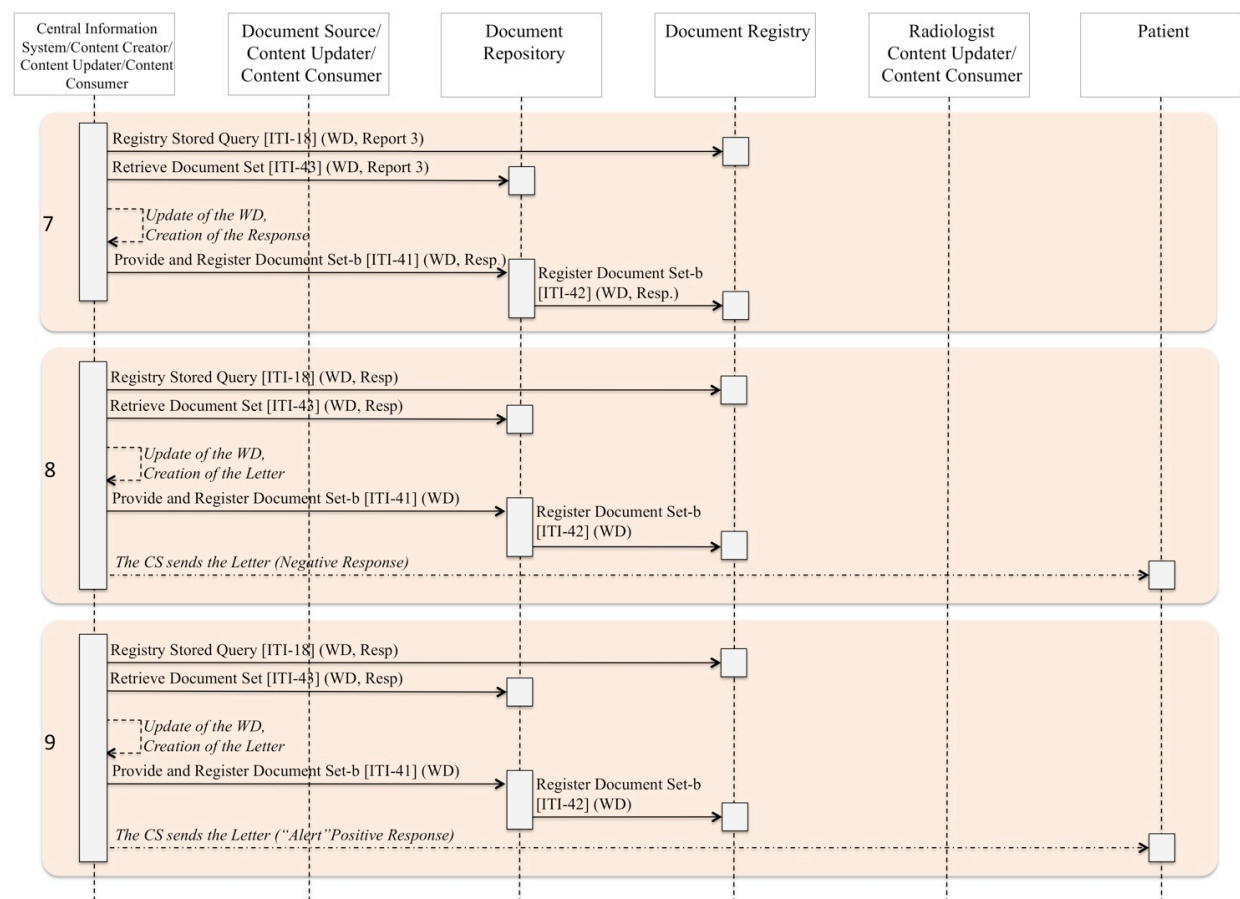 Central Information
System/Content Creator/
Content Updater/Content
Consumer
Document Source/
Content Updater/
Content Consumer
Document
Repository
Document Registry
Radiologist
Content Updater/
Content Consumer
Patient
7
Registry Stored Query [ITI-18] (WD, Report 3)
Retrieve Document Set [ITI-43] (WD, Report 3)
Update of the WD,
Creation of the Response
Provide and Register Document Set-b [ITI-41] (WD, Resp.)
Register Document Set-b
[ITI-42] (WD, Resp.)
8
Registry Stored Query [ITI-18] (WD, Resp)
Retrieve Document Set [ITI-43] (WD, Resp)
Update of the WD,
Creation of the Letter
Provide and Register Document Set-b [ITI-41] (WD)
Register Document Set-b
[ITI-42] (WD)
The CS sends the Letter (Negative Response)
9
Registry Stored Query [ITI-18] (WD, Resp)
Retrieve Document Set [ITI-43] (WD, Resp)
Update of the WD,
Creation of the Letter
Provide and Register Document Set-b [ITI-41] (WD)
Register Document Set-b
[ITI-42] (WD)
The CS sends the Letter (“Alert”Positive Response)